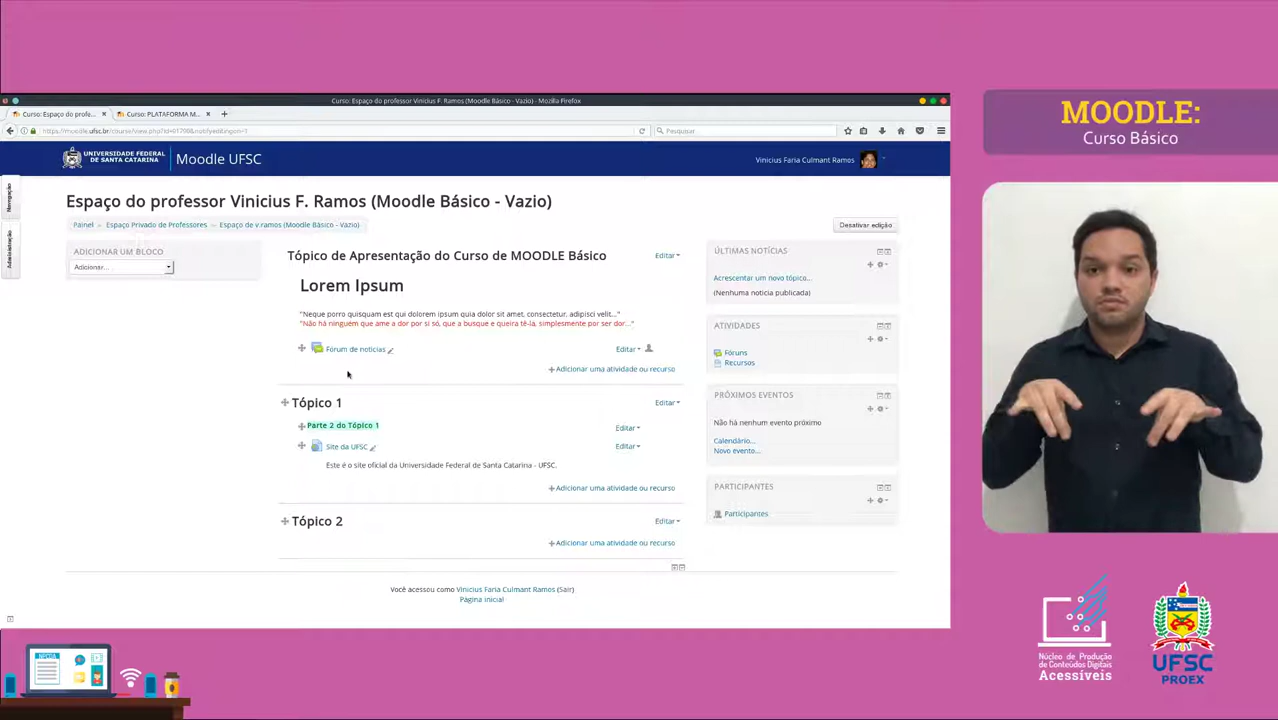 Curso: Espaço do professor Vinicius F. Ramos (Moodle Básico - Vazio) - Mozilla Firefox
Curso: Espaço do profe...
Curso: PLATAFORMA M...
Pesquisar
UNIVERSIDADE FEDERAL
DE SANTA CATARINA
Moodle UFSC
Vinicius Faria Culmant Ramos
Navegação
Administração
Espaço do professor Vinicius F. Ramos (Moodle Básico - Vazio)
Painel
Espaço Privado de Professores
Espaço de v.ramos (Moodle Básico - Vazio)
Desativar edição
ADICIONAR UM BLOCO
Adicionar...
Tópico de Apresentação do Curso de MOODLE Básico
Editar
Lorem Ipsum
"Neque porro quisquam est qui dolorem ipsum quia dolor sit amet, consectetur, adipisci velit..."
"Não há ninguém que ame a dor por si só, que a busque e queira tê-la, simplesmente por ser dor..."
Fórum de notícias
Editar
Adicionar uma atividade ou recurso
Tópico 1
Editar
Parte 2 do Tópico 1
Editar
Site da UFSC
Editar
Este é o site oficial da Universidade Federal de Santa Catarina - UFSC.
Adicionar uma atividade ou recurso
Tópico 2
Editar
Adicionar uma atividade ou recurso
ÚLTIMAS NOTÍCIAS
Acrescentar um novo tópico...
(Nenhuma notícia publicada)
ATIVIDADES
Fóruns
Recursos
PRÓXIMOS EVENTOS
Não há nenhum evento próximo
Calendário...
Novo evento...
PARTICIPANTES
Participantes
Você acessou como Vinicius Faria Culmant Ramos (Sair)
Página inicial
MOODLE:
Curso Básico
Núcleo de Produção
de Conteúdos Digitais
Acessíveis
UFSC
PROEX
NPCDA